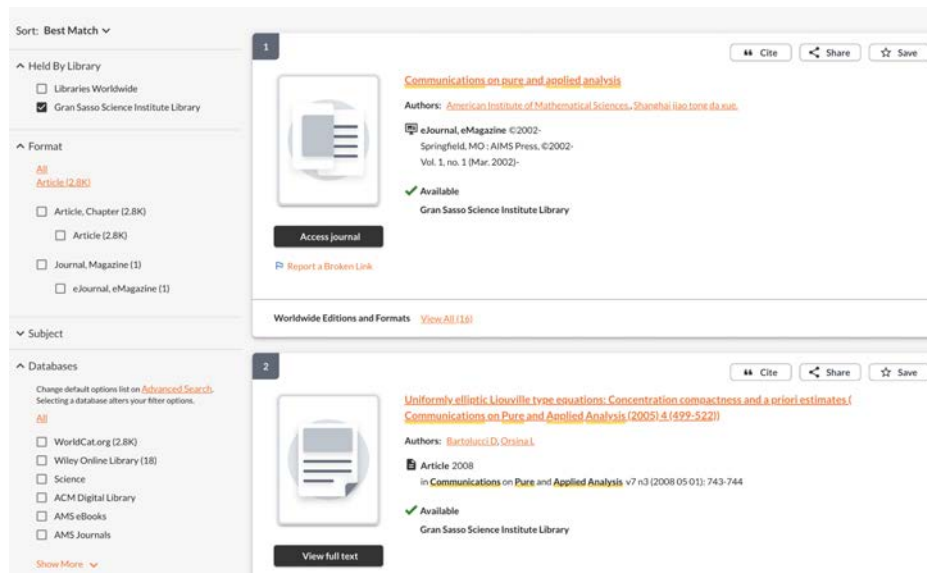 Sort: Best Match
Held By Library
Libraries Worldwide
Gran Sasso Science Institute Library
Format
All
Article (2.8K)
Article, Chapter (2.8K)
Article (2.8K)
Journal, Magazine (1)
eJournal, eMagazine (1)
Subject
Databases
Change default options list on Advanced Search.
Selecting a database alters your filter options.
All
WorldCat.org (2.8K)
Wiley Online Library (18)
Science
ACM Digital Library
AMS eBooks
AMS Journals
Show More
1
Cite
Share
Save
Communications on pure and applied analysis
Authors: American Institute of Mathematical Sciences., Shanghai jiao tong da xue.
eJournal, eMagazine ©2002-
Springfield, MO : AIMS Press, ©2002-
Vol. 1, no. 1 (Mar. 2002)-
Available
Gran Sasso Science Institute Library
Access journal
Report a Broken Link
Worldwide Editions and Formats View All (16)
2
Cite
Share
Save
Uniformly elliptic Liouville type equations: Concentration compactness and a priori estimates (
Communications on Pure and Applied Analysis (2005) 4 (499-522))
Authors: Bartolucci D, Orsina L
Article 2008
in Communications on Pure and Applied Analysis v7 n3 (2008 05 01): 743-744
Available
Gran Sasso Science Institute Library
View full text